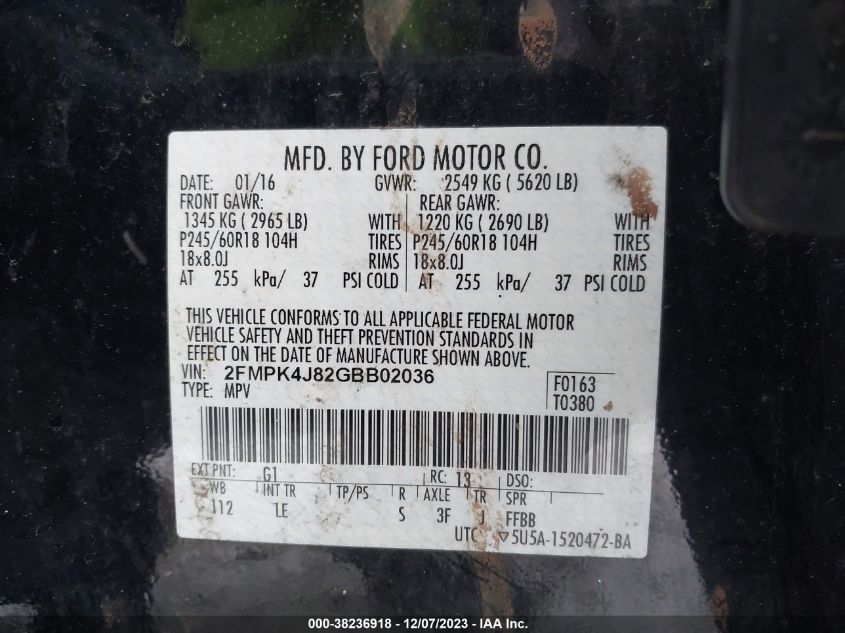 MFD. BY FORD MOTOR CO.
DATE: 01/16 GVWR: 2549 KG ( 5620 LB)
FRONT GAWR: REAR GAWR:
1345 KG ( 2965 LB) WITH 1220 KG ( 2690 LB) WITH
P245/60R18 104H TIRES P245/60R18 104H TIRES
18x8.0J RIMS 18x8.0J RIMS
AT 255 kPa/ 37 PSI COLD AT 255 kPa/ 37 PSI COLD
THIS VEHICLE CONFORMS TO ALL APPLICABLE FEDERAL MOTOR
VEHICLE SAFETY AND THEFT PREVENTION STANDARDS IN
EFFECT ON THE DATE OF MANUFACTURE SHOWN ABOVE.
VIN: 2FMPK4J82GBB02036 F0163
TYPE: MPV T0380
EXT PNT: G1 RC: 13 DSO:
WB INT TR TP/PS R AXLE TR SPR
112 LE S 3F J FFBB
UTC ▽5U5A-1520472-BA
000-38236918 - 12/07/2023 - IAA Inc.